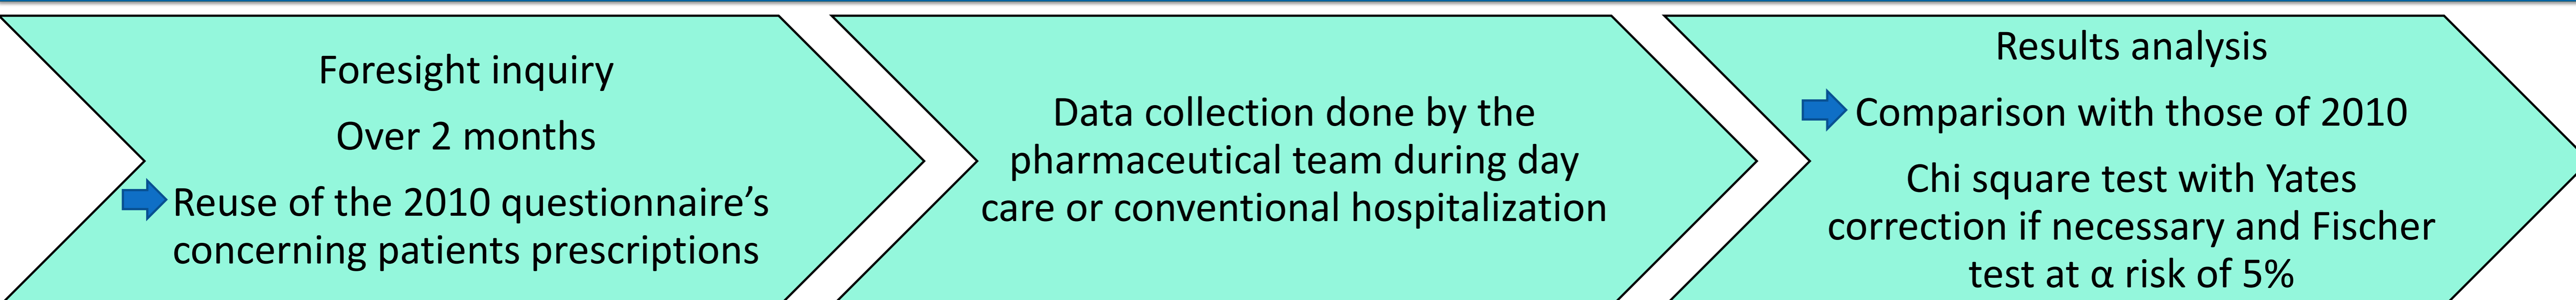 Foresight inquiry
Over 2 months
Reuse of the 2010 questionnaire’s
concerning patients prescriptions
Data collection done by the
pharmaceutical team during day
care or conventional hospitalization
Results analysis
Comparison with those of 2010
Chi square test with Yates
correction if necessary and Fischer
test at α risk of 5%